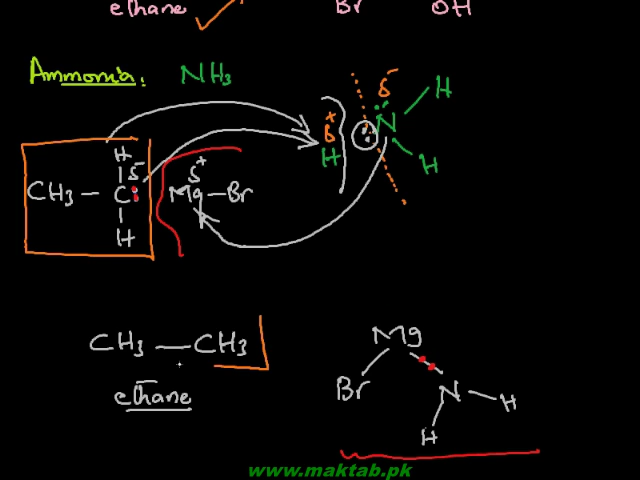 ethane Br OH
Ammonia: NH3
δ-
H
δ+ N
H
H
H
δ- δ+
CH3 — C: Mg — Br
H
CH3 — CH3
ethane
Mg
Br N H
H
www.maktab.pk